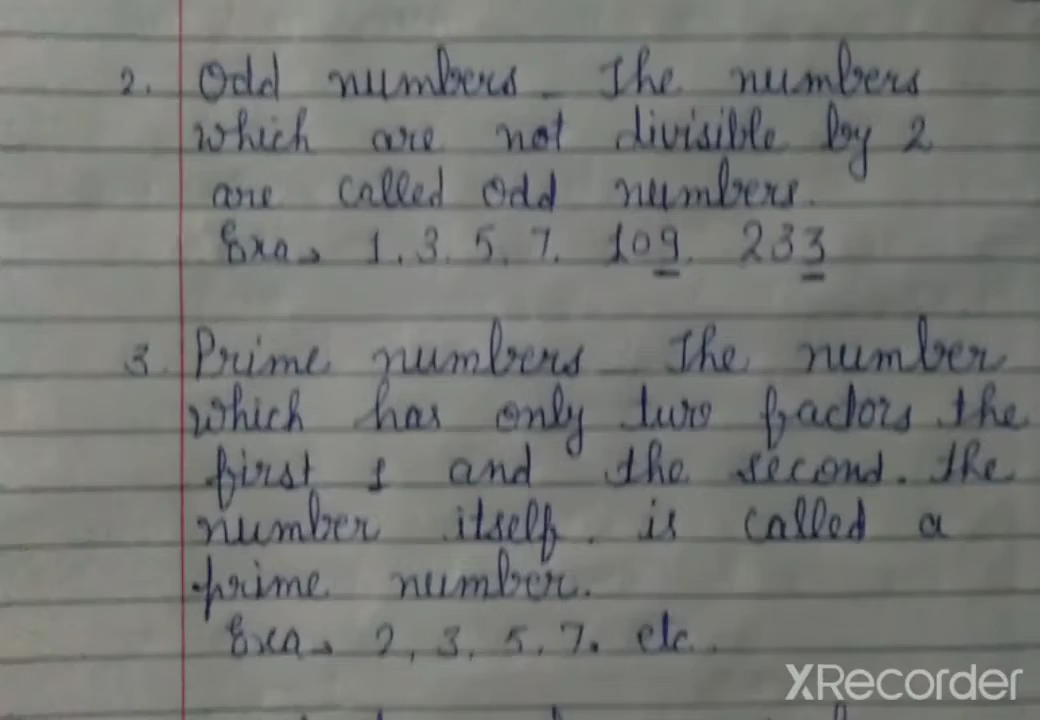 2. Odd numbers - The numbers
which are not divisible by 2
are called odd numbers.
Exa → 1, 3, 5, 7, 109, 233
3. Prime numbers - The number
which has only two factors the
first 1 and the second. the
number itself. is called a
prime number.
Exa → 2, 3, 5, 7. etc.
XRecorder